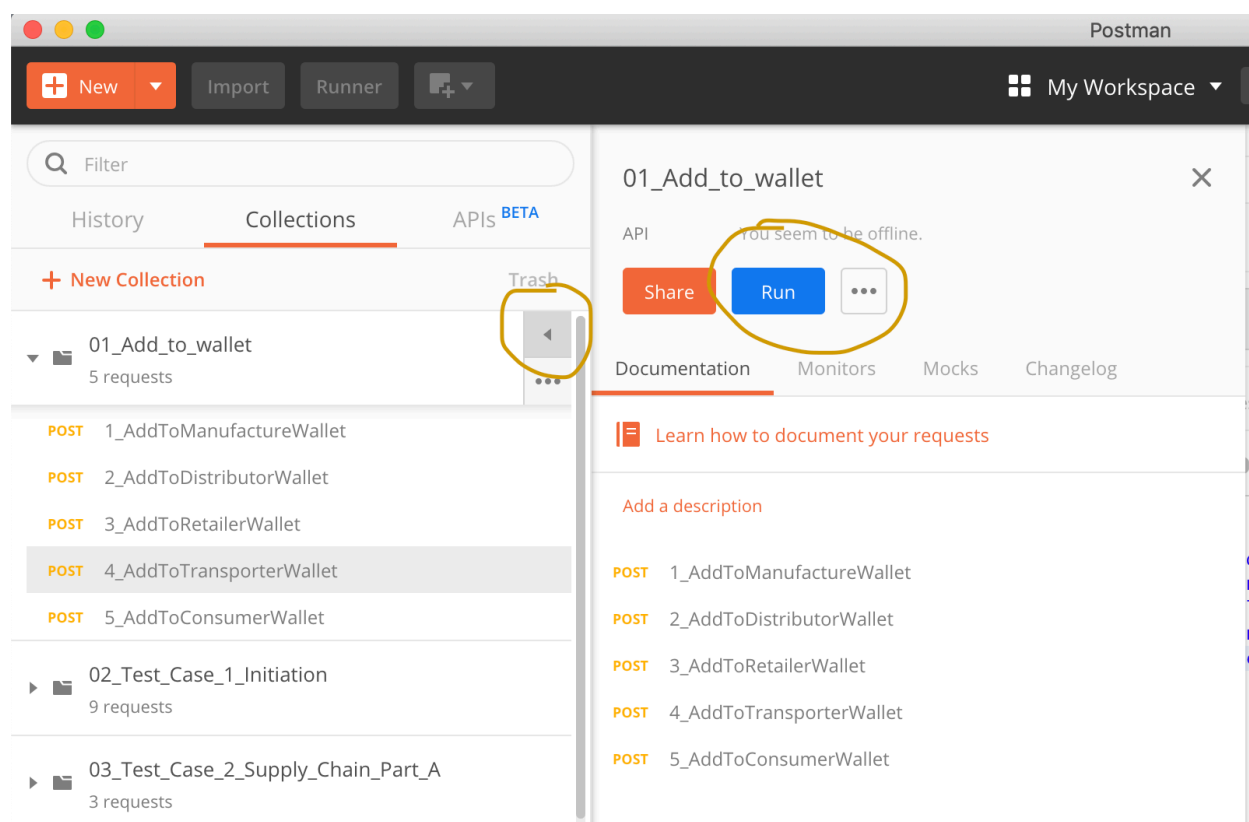 Postman
New Import Runner My Workspace
Filter
History Collections APIs BETA
New Collection Trash
01_Add_to_wallet
5 requests
POST 1_AddToManufactureWallet
POST 2_AddToDistributorWallet
POST 3_AddToRetailerWallet
POST 4_AddToTransporterWallet
POST 5_AddToConsumerWallet
02_Test_Case_1_Initiation
9 requests
03_Test_Case_2_Supply_Chain_Part_A
3 requests
01_Add_to_wallet
API You seem to be offline.
Share Run
Documentation Monitors Mocks Changelog
Learn how to document your requests
Add a description
POST 1_AddToManufactureWallet
POST 2_AddToDistributorWallet
POST 3_AddToRetailerWallet
POST 4_AddToTransporterWallet
POST 5_AddToConsumerWallet